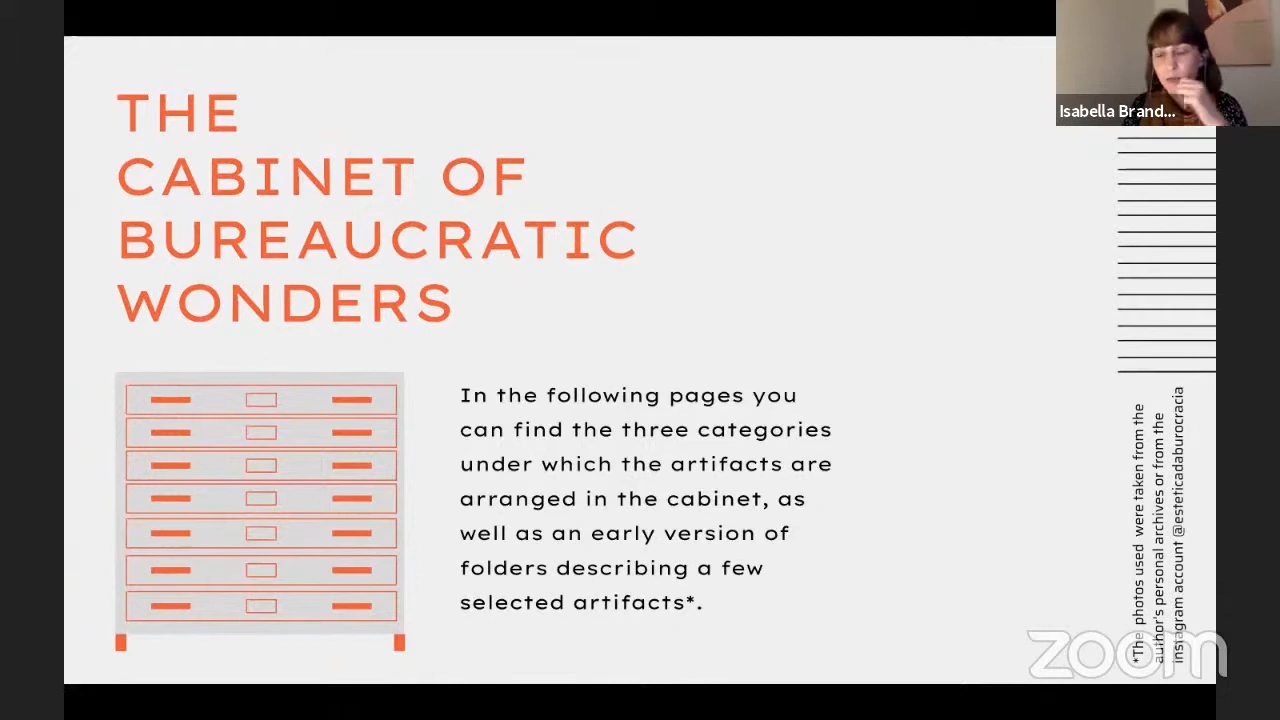 THE
CABINET OF
BUREAUCRATIC
WONDERS
In the following pages you
can find the three categories
under which the artifacts are
arranged in the cabinet, as
well as an early version of
folders describing a few
selected artifacts*.
Isabella Brand...
*The photos used were taken from the
author's personal archives or from the
instagram account @esteticadaburocracia
zoom